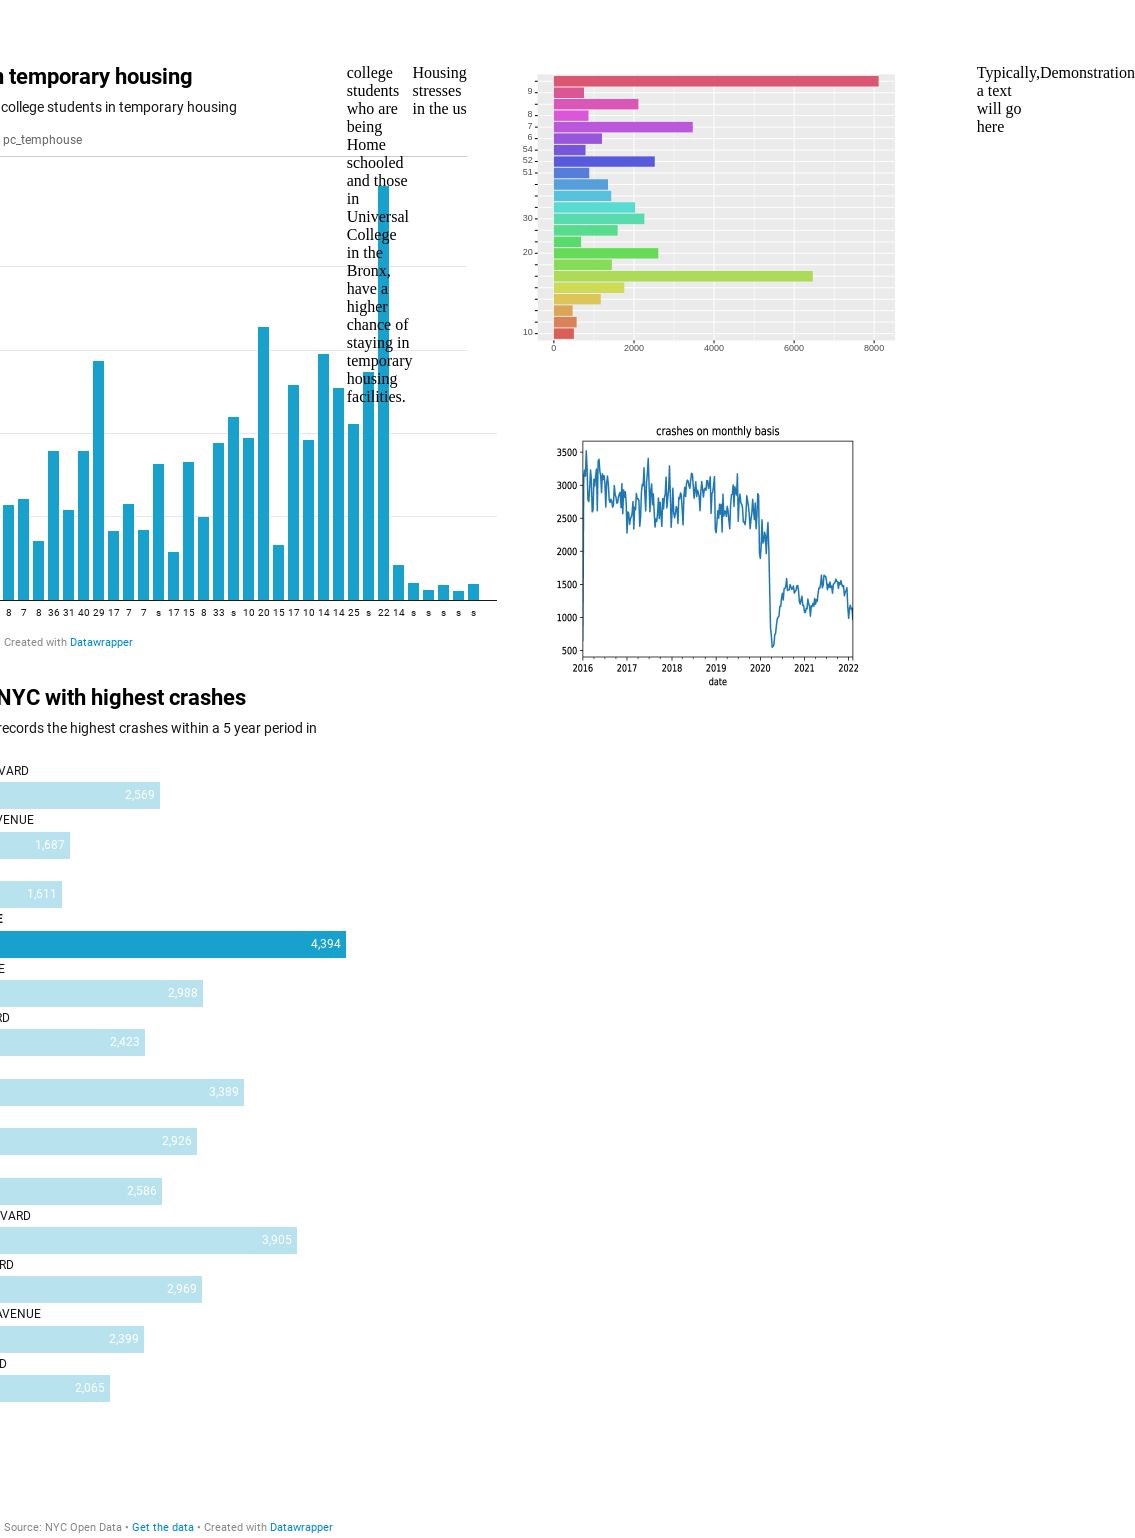 n temporary housing
college students in temporary housing
pc_temphouse
college
students
who are
being
Home
schooled
and those
in
Universal
College
in the
Bronx,
have a
higher
chance of
staying in
temporary
housing
facilities.
Housing
stresses
in the us
8 7 8 36 31 40 29 17 7 7 s 17 15 8 33 s 10 20 15 17 10 14 14 25 s 22 14 s s s s s
Created with Datawrapper
9
8
7
6
54
52
51
30
20
10
0 2000 4000 6000 8000
Typically,Demonstration
a text
will go
here
crashes on monthly basis
3500
3000
2500
2000
1500
1000
500
2016 2017 2018 2019 2020 2021 2022
date
NYC with highest crashes
records the highest crashes within a 5 year period in
VARD
2,569
VENUE
1,687
1,611
E
4,394
E
2,988
RD
2,423
3,389
2,926
2,586
VARD
3,905
RD
2,969
AVENUE
2,399
D
2,065
Source: NYC Open Data • Get the data • Created with Datawrapper